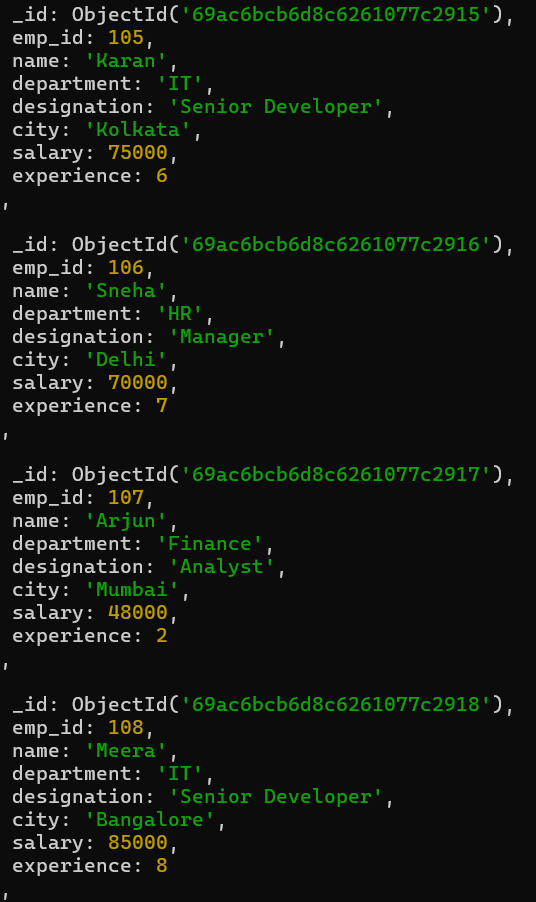 _id: ObjectId('69ac6bcb6d8c6261077c2915'),
emp_id: 105,
name: 'Karan',
department: 'IT',
designation: 'Senior Developer',
city: 'Kolkata',
salary: 75000,
experience: 6
,
_id: ObjectId('69ac6bcb6d8c6261077c2916'),
emp_id: 106,
name: 'Sneha',
department: 'HR',
designation: 'Manager',
city: 'Delhi',
salary: 70000,
experience: 7
,
_id: ObjectId('69ac6bcb6d8c6261077c2917'),
emp_id: 107,
name: 'Arjun',
department: 'Finance',
designation: 'Analyst',
city: 'Mumbai',
salary: 48000,
experience: 2
,
_id: ObjectId('69ac6bcb6d8c6261077c2918'),
emp_id: 108,
name: 'Meera',
department: 'IT',
designation: 'Senior Developer',
city: 'Bangalore',
salary: 85000,
experience: 8
,